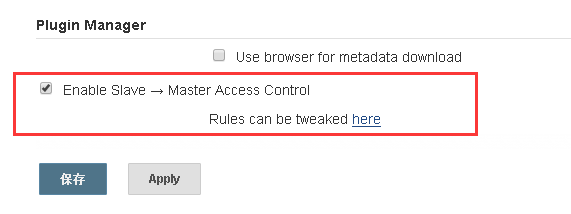 Plugin Manager
Use browser for metadata download
Enable Slave → Master Access Control
Rules can be tweaked here
保存 Apply